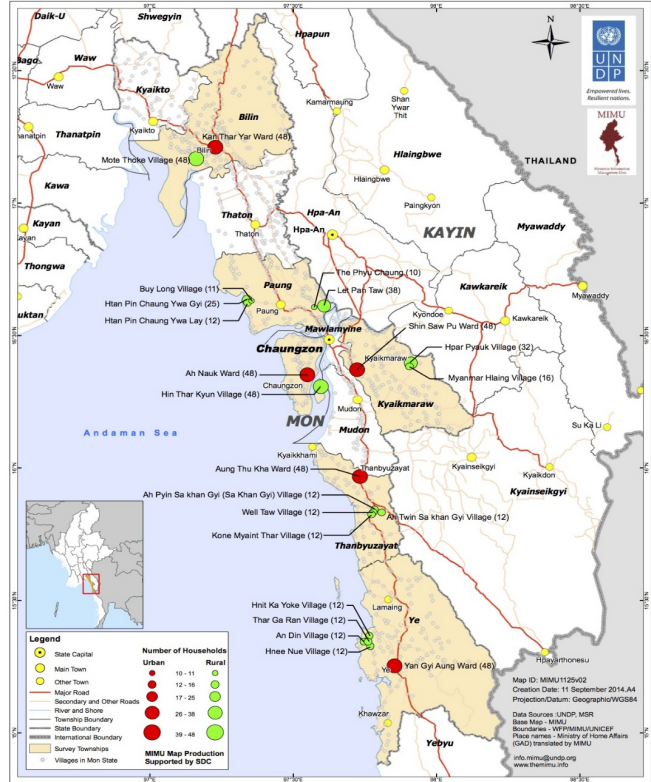 97°30'E
98°E
98°30'E
Daik-U
Shwegyin
Hpapun
Bago
Waw
Waw
Kyaikto
Kyaikto
Bilin
Kamarmaung
Shan
Ywar
Thit
Thanatpin
Kan Thar Yar Ward (48)
Bilin
Mote Thoke Village (48)
Hlaingbwe
Hlaingbwe
Paingkyon
THAILAND
U N
D P
Empowered lives.
Resilient nations.
MIMU
Kawa
Kayan
Kayan
Thongwa
Thaton
Thaton
Hpa-An
Hpa-An
KAYIN
Myawaddy
Kawkareik
Paung
The Phyu Chaung (10)
Buy Long Village (11)
Let Pan Taw (38)
Htan Pin Chaung Ywa Gyi (25)
Htan Pin Chaung Ywa Lay (12)
Paung
Kyondoe
Kawkareik
Myawaddy
Mawlamyine
Shin Saw Pu Ward (48)
Chaungzon
Kyaikmaraw
Hpar Pyauk Village (32)
Ah Nauk Ward (48)
Chaungzon
Myanmar Hlaing Village (16)
Hin Thar Kyun Village (48)
Kyaikmaraw
Mudon
MON
Mudon
Su Ka Li
Andaman Sea
Kyaikkhami
Kyainseikgyi
Kyaikdon
Thanbyuzayat
Aung Thu Kha Ward (48)
Kyainseikgyi
Ah Pyin Sa khan Gyi (Sa Khan Gyi) Village (12)
Well Taw Village (12)
Ah Twin Sa khan Gyi Village (12)
Kone Myaint Thar Village (12)
Thanbyuzayat
Hnit Ka Yoke Village (12)
Lamaing
Thar Ga Ran Village (12)
Ye
An Din Village (12)
Hnee Nue Village (12)
Ye
Yan Gyi Aung Ward (48)
Hpayarthonesu
Khawzar
Yebyu
Legend
State Capital
Main Town
Other Town
Major Road
Secondary and Other Roads
River and Shore
Township Boundary
State Boundary
International Boundary
Survey Townships
Villages in Mon State
Number of Households
Urban
Rural
10 - 11
12 - 16
17 - 25
26 - 38
39 - 48
MIMU Map Production
Supported by SDC
Map ID: MIMU1125v02
Creation Date: 11 September 2014.A4
Projection/Datum: Geographic/WGS84
Data Sources :UNDP, MSR
Base Map - MIMU
Boundaries - WFP/MIMU/UNICEF
Place names - Ministry of Home Affairs
(GAD) translated by MIMU
info.mimu@undp.org
www.themimu.info